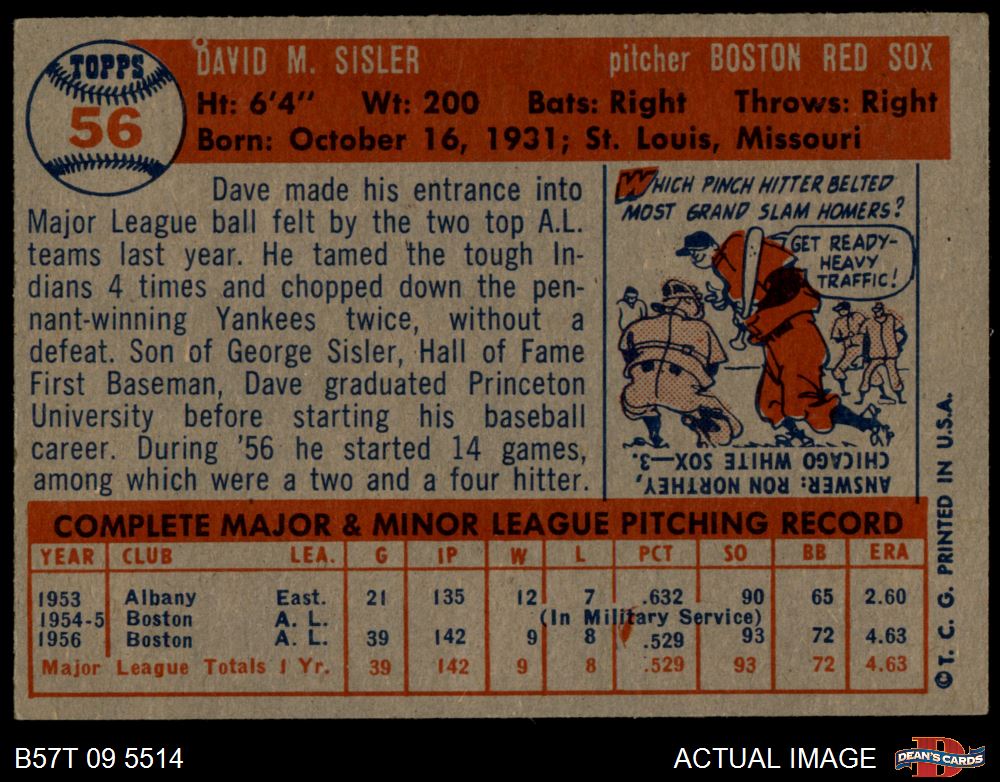 TOPPS
56
DAVID M. SISLER pitcher BOSTON RED SOX
Ht: 6'4" Wt: 200 Bats: Right Throws: Right
Born: October 16, 1931; St. Louis, Missouri
Dave made his entrance into
Major League ball felt by the two top A.L.
teams last year. He tamed the tough In-
dians 4 times and chopped down the pen-
nant-winning Yankees twice, without a
defeat. Son of George Sisler, Hall of Fame
First Baseman, Dave graduated Princeton
University before starting his baseball
career. During '56 he started 14 games,
among which were a two and a four hitter.
WHICH PINCH HITTER BELTED
MOST GRAND SLAM HOMERS?
GET READY-
HEAVY
TRAFFIC!
ANSWER: RON NORTHEY,
CHICAGO WHITE SOX—3.
COMPLETE MAJOR & MINOR LEAGUE PITCHING RECORD
YEAR CLUB LEA. G IP W L PCT SO BB ERA
1953 Albany East. 21 135 12 7 .632 90 65 2.60
1954-5 Boston A. L. (In Military Service)
1956 Boston A. L. 39 142 9 8 .529 93 72 4.63
Major League Totals 1 Yr. 39 142 9 8 .529 93 72 4.63
© T. C. G. PRINTED IN U.S.A.
B57T 09 5514 ACTUAL IMAGE DEAN'S CARDS